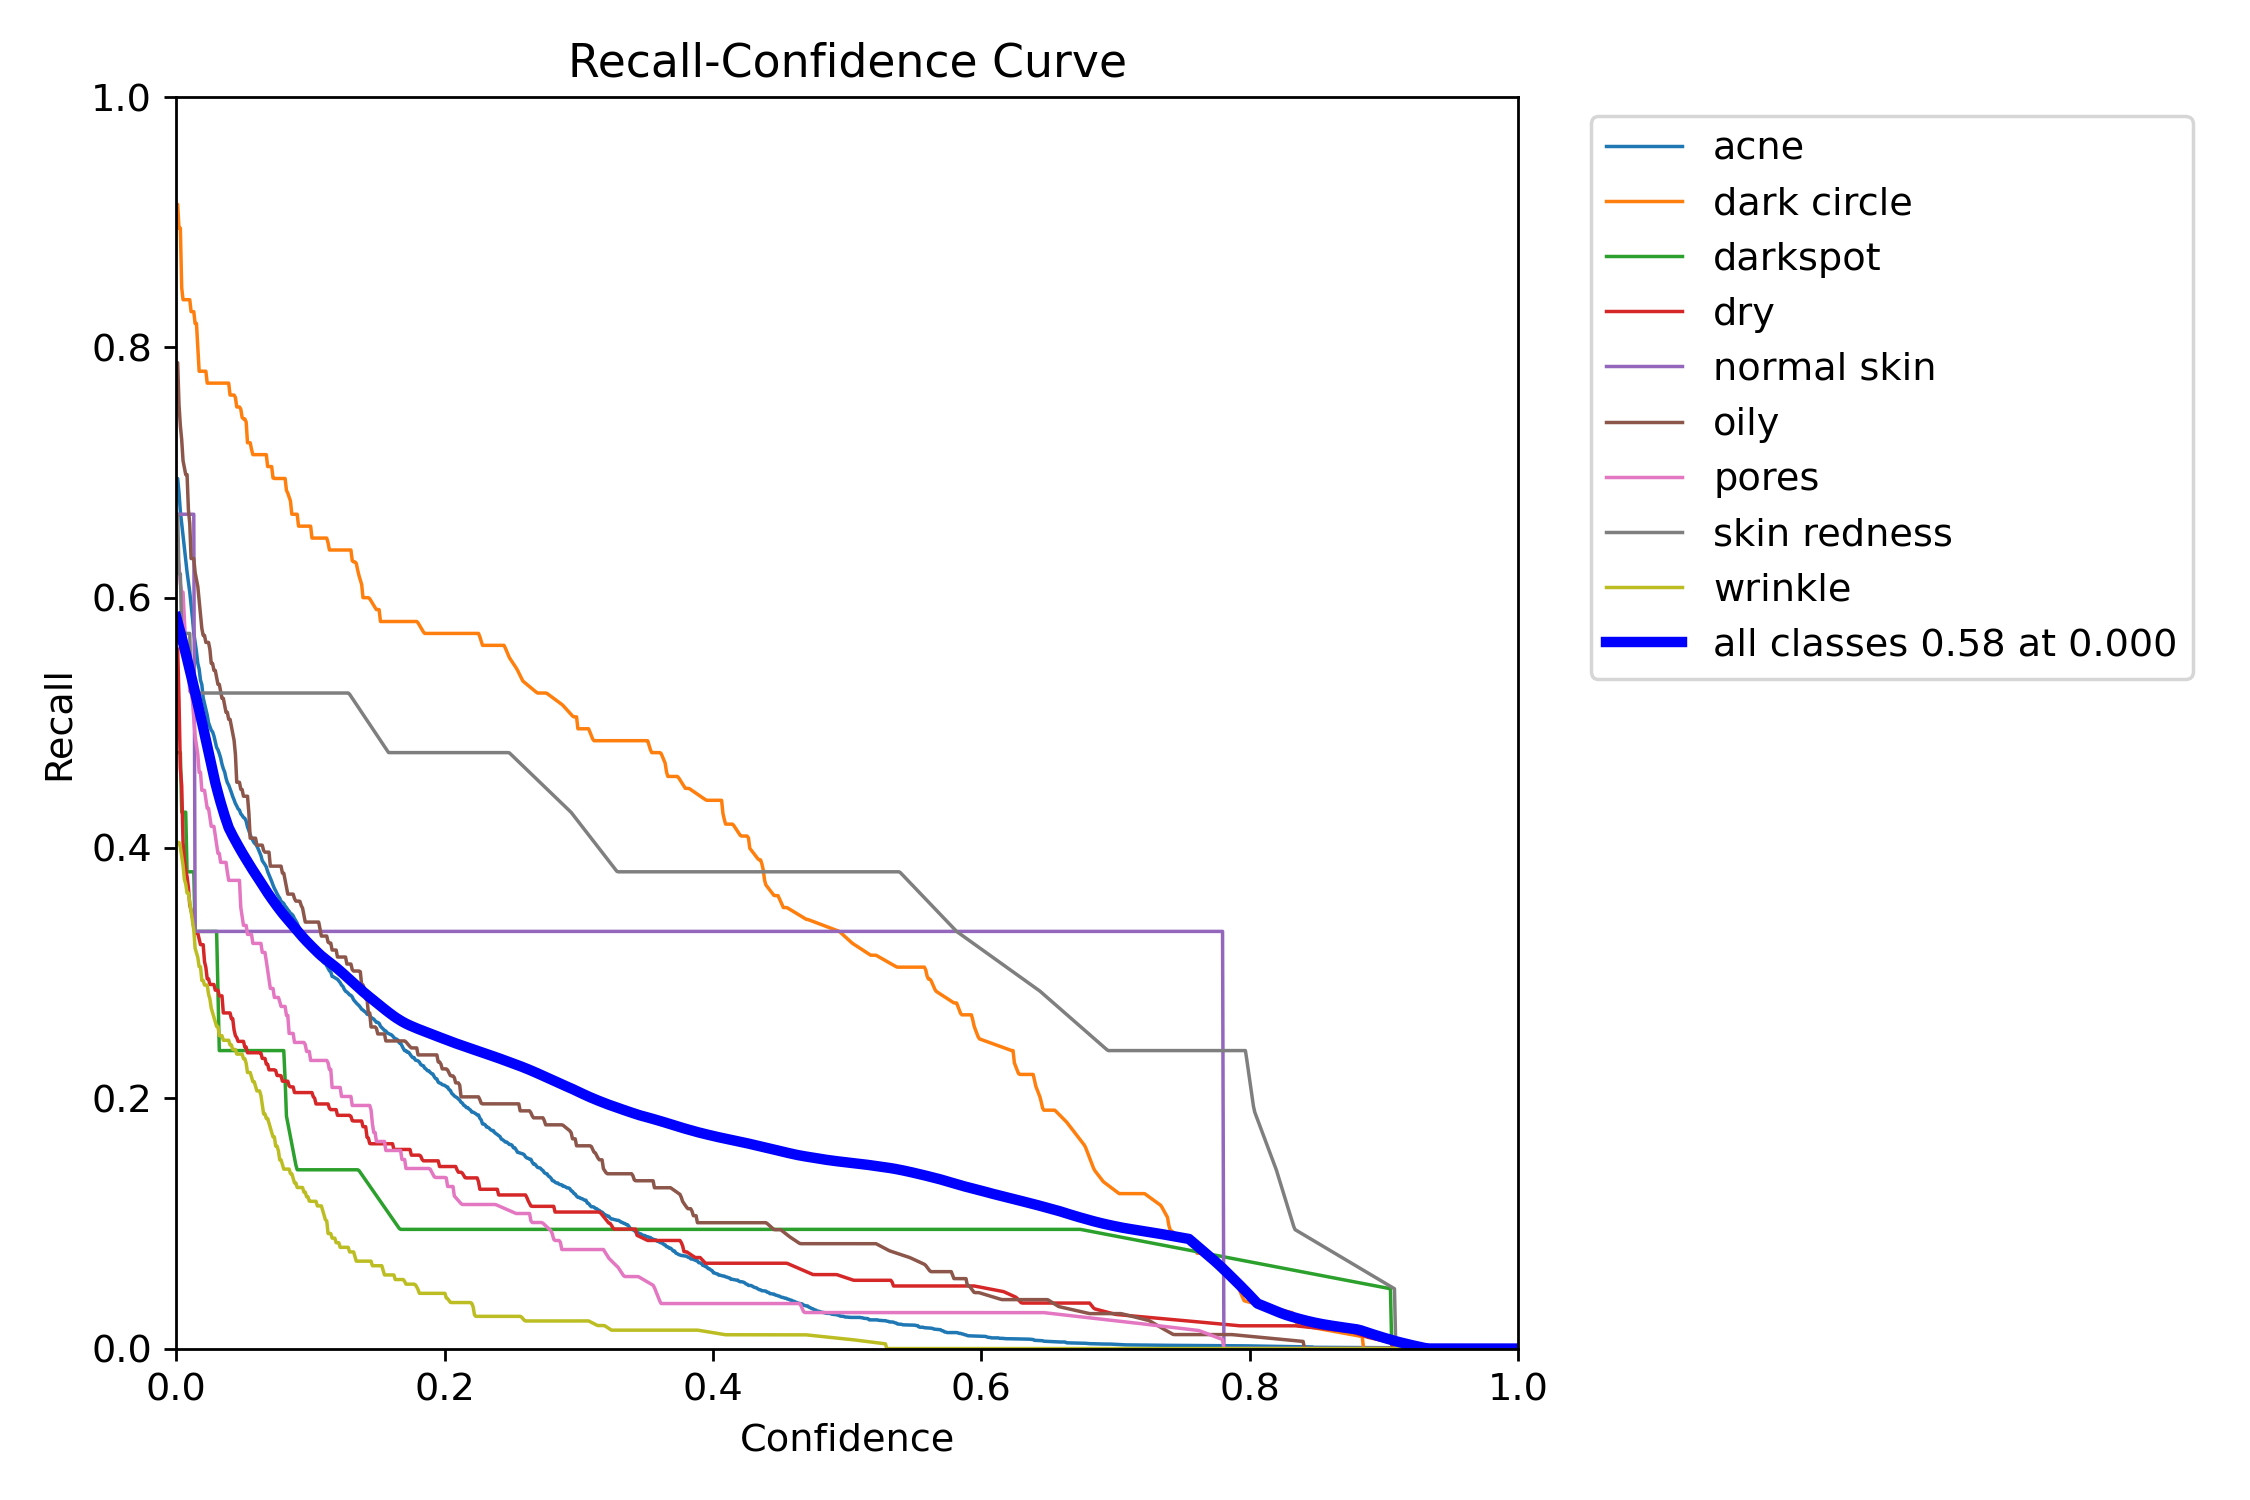 Recall-Confidence Curve
1.0
0.8
0.6
0.4
0.2
0.0
Recall
0.0 0.2 0.4 0.6 0.8 1.0
Confidence
acne
dark circle
darkspot
dry
normal skin
oily
pores
skin redness
wrinkle
all classes 0.58 at 0.000